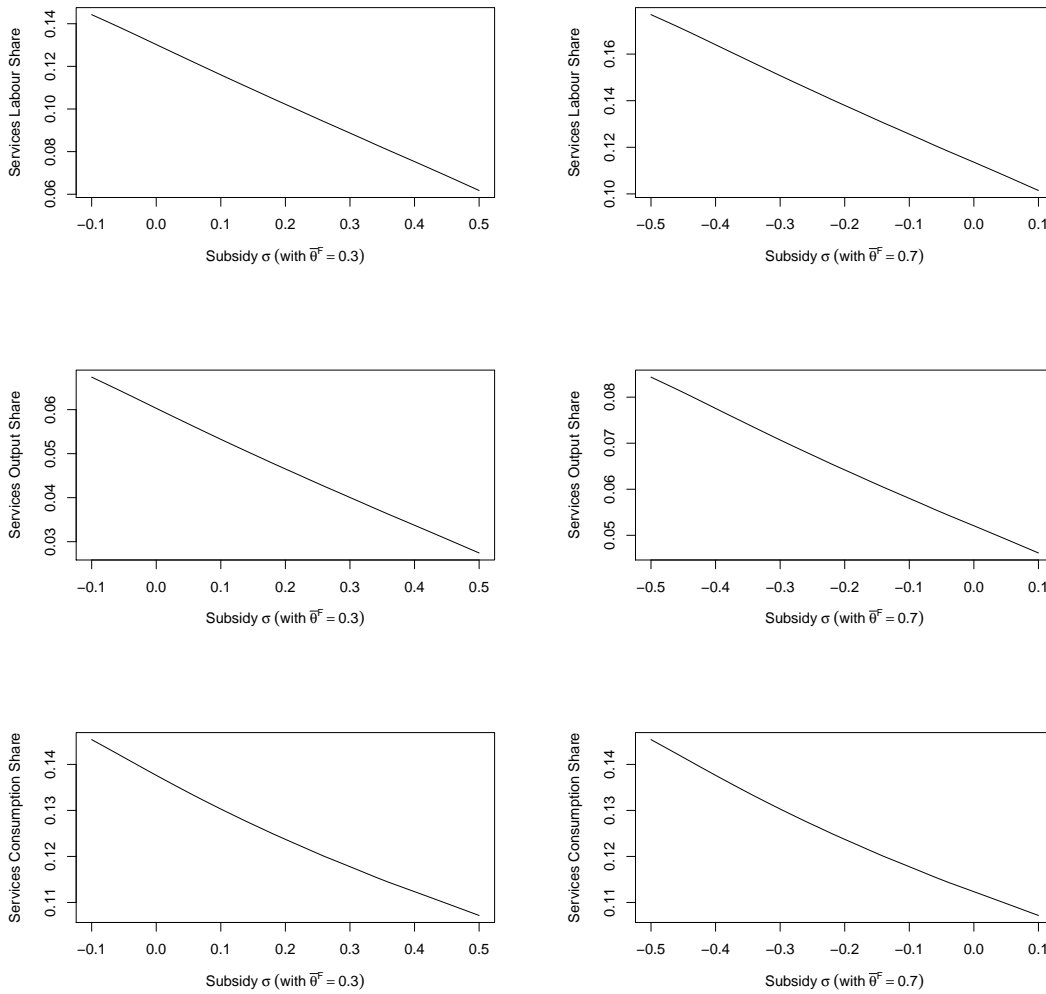 Services Labour Share
0.06 0.08 0.10 0.12 0.14
−0.1 0.0 0.1 0.2 0.3 0.4 0.5
Subsidy σ (with θ̅ᶠ = 0.3)
Services Labour Share
0.10 0.12 0.14 0.16
−0.5 −0.4 −0.3 −0.2 −0.1 0.0 0.1
Subsidy σ (with θ̅ᶠ = 0.7)
Services Output Share
0.03 0.04 0.05 0.06
−0.1 0.0 0.1 0.2 0.3 0.4 0.5
Subsidy σ (with θ̅ᶠ = 0.3)
Services Output Share
0.05 0.06 0.07 0.08
−0.5 −0.4 −0.3 −0.2 −0.1 0.0 0.1
Subsidy σ (with θ̅ᶠ = 0.7)
Services Consumption Share
0.11 0.12 0.13 0.14
−0.1 0.0 0.1 0.2 0.3 0.4 0.5
Subsidy σ (with θ̅ᶠ = 0.3)
Services Consumption Share
0.11 0.12 0.13 0.14
−0.5 −0.4 −0.3 −0.2 −0.1 0.0 0.1
Subsidy σ (with θ̅ᶠ = 0.7)